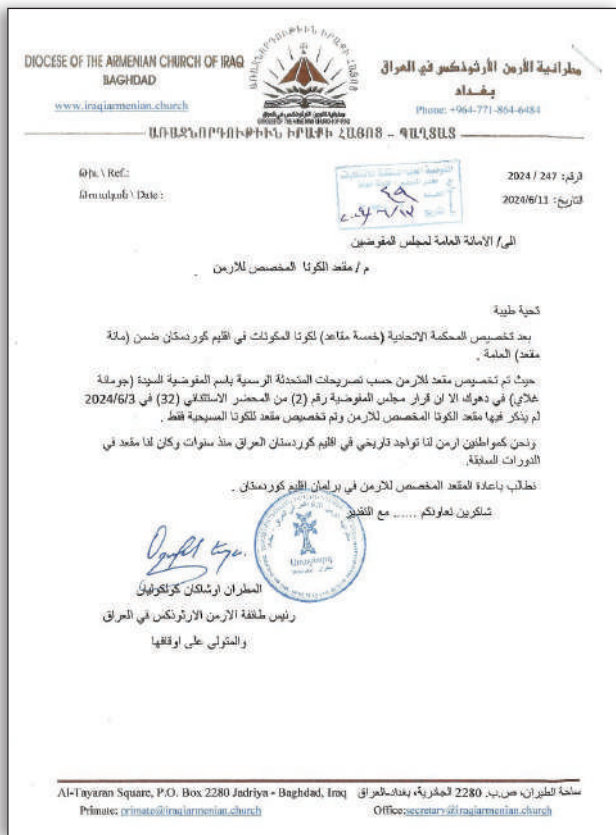 DIOCESE OF THE ARMENIAN CHURCH OF IRAQ
BAGHDAD
www.iraqiarmenian.church
مطرانية الأرمن الأرثوذكس في العراق
بغداد
Phone: +964-771-864-6484
ԱՌԱՋՆՈՐԴՈՒԹԻՒՆ ԻՐԱՔԻ ՀԱՅՈՑ – ՊԱՂՏԱՏ
Թիւ \ Ref.:
Թուական \ Date :
الرقم: 247 / 2024
التاريخ: 2024/6/11
الى/ الامانة العامة لمجلس المفوضين
م / مقعد الكوتا المخصص للارمن
تحية طيبة
بعد تخصيص المحكمة الاتحادية (خمسة مقاعد) لكوتا المكونات في اقليم كوردستان ضمن (مائة
مقعد) العامة .
حيث تم تخصيص مقعد للارمن حسب تصريحات المتحدثة الرسمية باسم المفوضية السيدة (جومانة
غلاي) في دهوك الا ان قرار مجلس المفوضية رقم (2) من المحضر الاستثنائي (32) في 2024/6/3
لم يذكر فيها مقعد الكوتا المخصص للارمن وتم تخصيص مقعد للكوتا المسيحية فقط .
ونحن كمواطنين ارمن لنا تواجد تاريخي في اقليم كوردستان العراق منذ سنوات وكان لنا مقعد في
الدورات السابقة.
نطالب باعادة المقعد المخصص للارمن في برلمان اقليم كوردستان .
شاكرين تعاونكم ...... مع التقدير
المطران اوشاكان كولكوليان
رئيس طائفة الارمن الارثوذكس في العراق
والمتولي على اوقافها
Al-Tayaran Square, P.O. Box 2280 Jadriya - Baghdad, Iraq ساحة الطيران، ص.ب. 2280 الجادرية، بغداد-العراق
Primate: primate@iraqiarmenian.church Office:secretary@iraqiarmenian.church